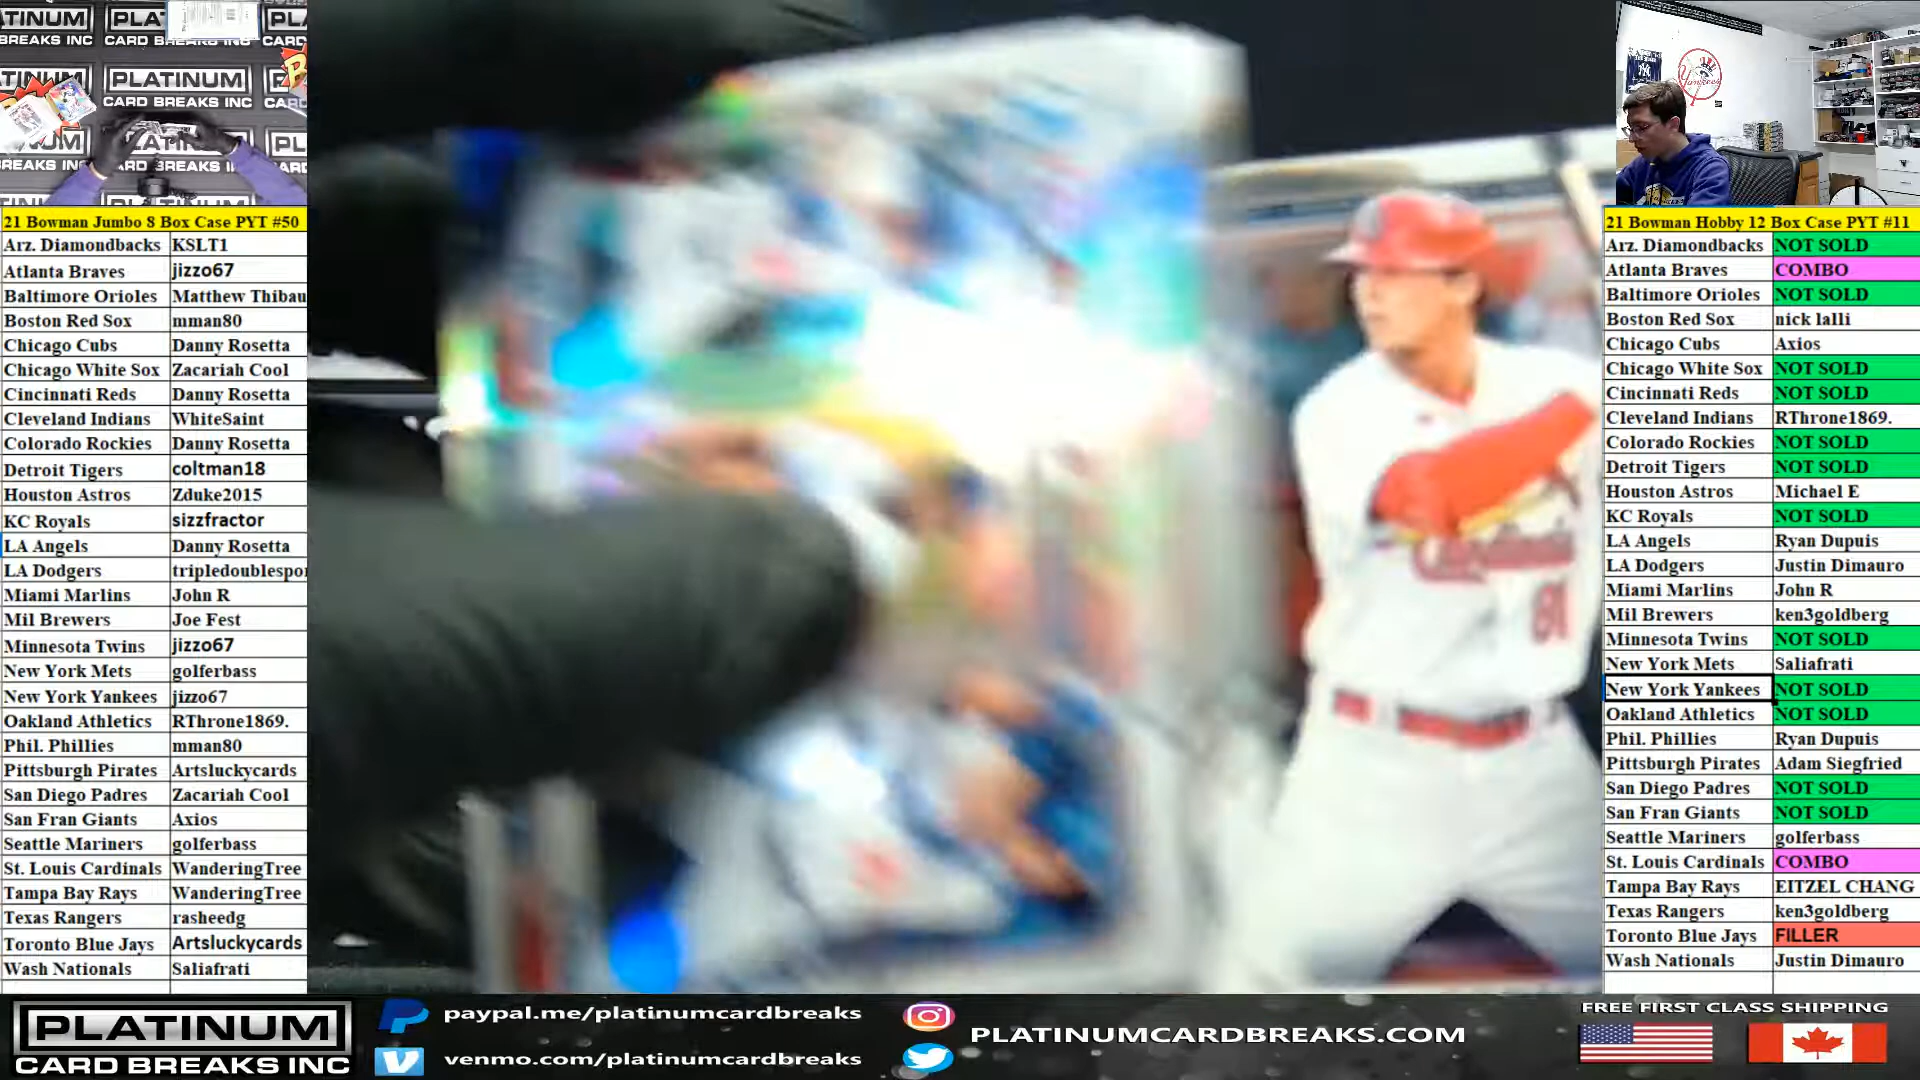 PLATINUM
CARD BREAKS INC
21 Bowman Jumbo 8 Box Case PYT #50
Arz. Diamondbacks KSLT1
Atlanta Braves jizzo67
Baltimore Orioles Matthew Thibau
Boston Red Sox mman80
Chicago Cubs Danny Rosetta
Chicago White Sox Zacariah Cool
Cincinnati Reds Danny Rosetta
Cleveland Indians WhiteSaint
Colorado Rockies Danny Rosetta
Detroit Tigers coltman18
Houston Astros Zduke2015
KC Royals sizzfractor
LA Angels Danny Rosetta
LA Dodgers tripledoublespor
Miami Marlins John R
Mil Brewers Joe Fest
Minnesota Twins jizzo67
New York Mets golferbass
New York Yankees jizzo67
Oakland Athletics RThrone1869.
Phil. Phillies mman80
Pittsburgh Pirates Artsluckycards
San Diego Padres Zacariah Cool
San Fran Giants Axios
Seattle Mariners golferbass
St. Louis Cardinals WanderingTree
Tampa Bay Rays WanderingTree
Texas Rangers rasheedg
Toronto Blue Jays Artsluckycards
Wash Nationals Saliafrati
Cardinals
81
Yankees
21 Bowman Hobby 12 Box Case PYT #11
Arz. Diamondbacks NOT SOLD
Atlanta Braves COMBO
Baltimore Orioles NOT SOLD
Boston Red Sox nick lalli
Chicago Cubs Axios
Chicago White Sox NOT SOLD
Cincinnati Reds NOT SOLD
Cleveland Indians RThrone1869.
Colorado Rockies NOT SOLD
Detroit Tigers NOT SOLD
Houston Astros Michael E
KC Royals NOT SOLD
LA Angels Ryan Dupuis
LA Dodgers Justin Dimauro
Miami Marlins John R
Mil Brewers ken3goldberg
Minnesota Twins NOT SOLD
New York Mets Saliafrati
New York Yankees NOT SOLD
Oakland Athletics NOT SOLD
Phil. Phillies Ryan Dupuis
Pittsburgh Pirates Adam Siegfried
San Diego Padres NOT SOLD
San Fran Giants NOT SOLD
Seattle Mariners golferbass
St. Louis Cardinals COMBO
Tampa Bay Rays EITZEL CHANG
Texas Rangers ken3goldberg
Toronto Blue Jays FILLER
Wash Nationals Justin Dimauro
PLATINUM
CARD BREAKS INC
paypal.me/platinumcardbreaks
venmo.com/platinumcardbreaks
PLATINUMCARDBREAKS.COM
FREE FIRST CLASS SHIPPING